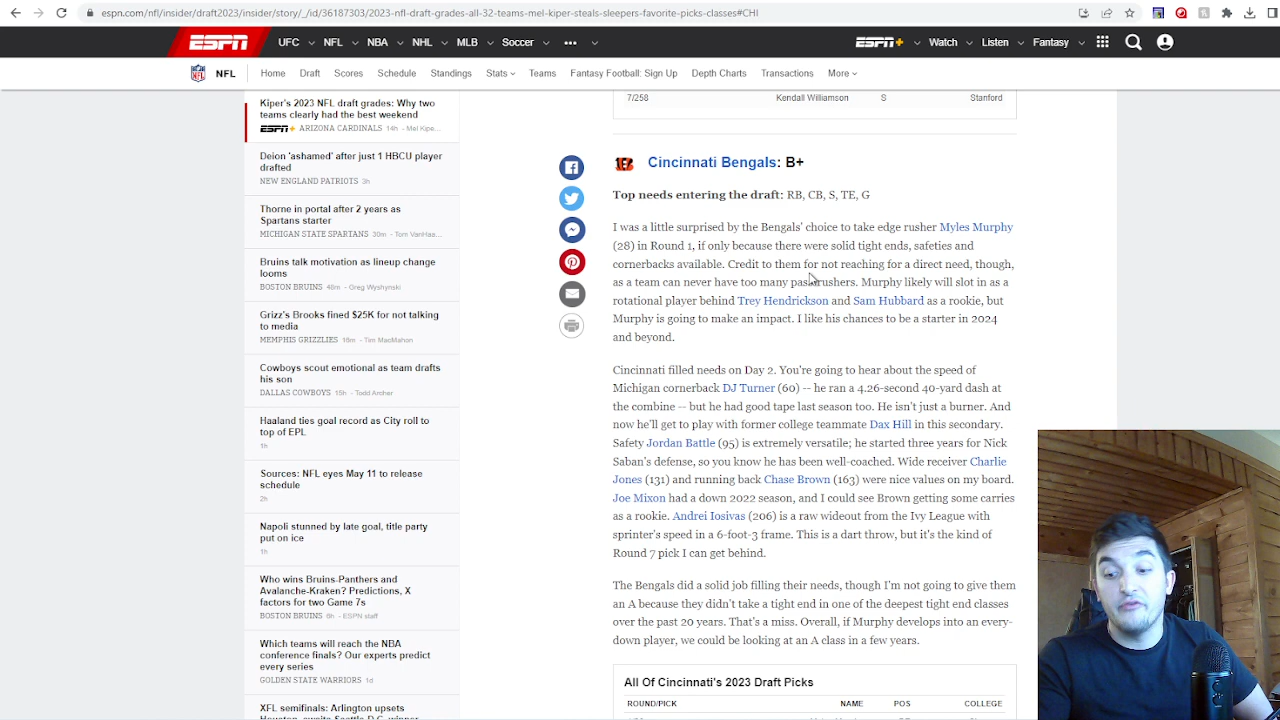 espn.com/nfl/insider/draft2023/insider/story/_/id/36187303/2023-nfl-draft-grades-all-32-teams-mel-kiper-steals-sleepers-favorite-picks-classes#CHI
ESPN UFC NFL NBA NHL MLB Soccer ••• ESPN+ Watch Listen Fantasy
NFL Home Draft Scores Schedule Standings Stats Teams Fantasy Football: Sign Up Depth Charts Transactions More
Kiper's 2023 NFL draft grades: Why two
teams clearly had the best weekend
ESPN+ ARIZONA CARDINALS 14h - Mel Kipe...
Deion 'ashamed' after just 1 HBCU player
drafted
NEW ENGLAND PATRIOTS 3h
Thorne in portal after 2 years as
Spartans starter
MICHIGAN STATE SPARTANS 30m - Tom VanHaa...
Bruins talk motivation as lineup change
looms
BOSTON BRUINS 48m - Greg Wyshynski
Grizz's Brooks fined $25K for not talking
to media
MEMPHIS GRIZZLIES 16m - Tim MacMahon
Cowboys scout emotional as team drafts
his son
DALLAS COWBOYS 15h - Todd Archer
Haaland ties goal record as City roll to
top of EPL
1h
Sources: NFL eyes May 11 to release
schedule
2h
Napoli stunned by late goal, title party
put on ice
1h
Who wins Bruins-Panthers and
Avalanche-Kraken? Predictions, X
factors for two Game 7s
BOSTON BRUINS 6h - ESPN staff
Which teams will reach the NBA
conference finals? Our experts predict
every series
GOLDEN STATE WARRIORS 1d
XFL semifinals: Arlington upsets
7/258 Kendall Williamson S Stanford
Cincinnati Bengals: B+
Top needs entering the draft: RB, CB, S, TE, G
I was a little surprised by the Bengals' choice to take edge rusher Myles Murphy
(28) in Round 1, if only because there were solid tight ends, safeties and
cornerbacks available. Credit to them for not reaching for a direct need, though,
as a team can never have too many pass rushers. Murphy likely will slot in as a
rotational player behind Trey Hendrickson and Sam Hubbard as a rookie, but
Murphy is going to make an impact. I like his chances to be a starter in 2024
and beyond.
Cincinnati filled needs on Day 2. You're going to hear about the speed of
Michigan cornerback DJ Turner (60) -- he ran a 4.26-second 40-yard dash at
the combine -- but he had good tape last season too. He isn't just a burner. And
now he'll get to play with former college teammate Dax Hill in this secondary.
Safety Jordan Battle (95) is extremely versatile; he started three years for Nick
Saban's defense, so you know he has been well-coached. Wide receiver Charlie
Jones (131) and running back Chase Brown (163) were nice values on my board.
Joe Mixon had a down 2022 season, and I could see Brown getting some carries
as a rookie. Andrei Iosivas (206) is a raw wideout from the Ivy League with
sprinter's speed in a 6-foot-3 frame. This is a dart throw, but it's the kind of
Round 7 pick I can get behind.
The Bengals did a solid job filling their needs, though I'm not going to give them
an A because they didn't take a tight end in one of the deepest tight end classes
over the past 20 years. That's a miss. Overall, if Murphy develops into an every-
down player, we could be looking at an A class in a few years.
All Of Cincinnati's 2023 Draft Picks
ROUND/PICK NAME POS COLLEGE